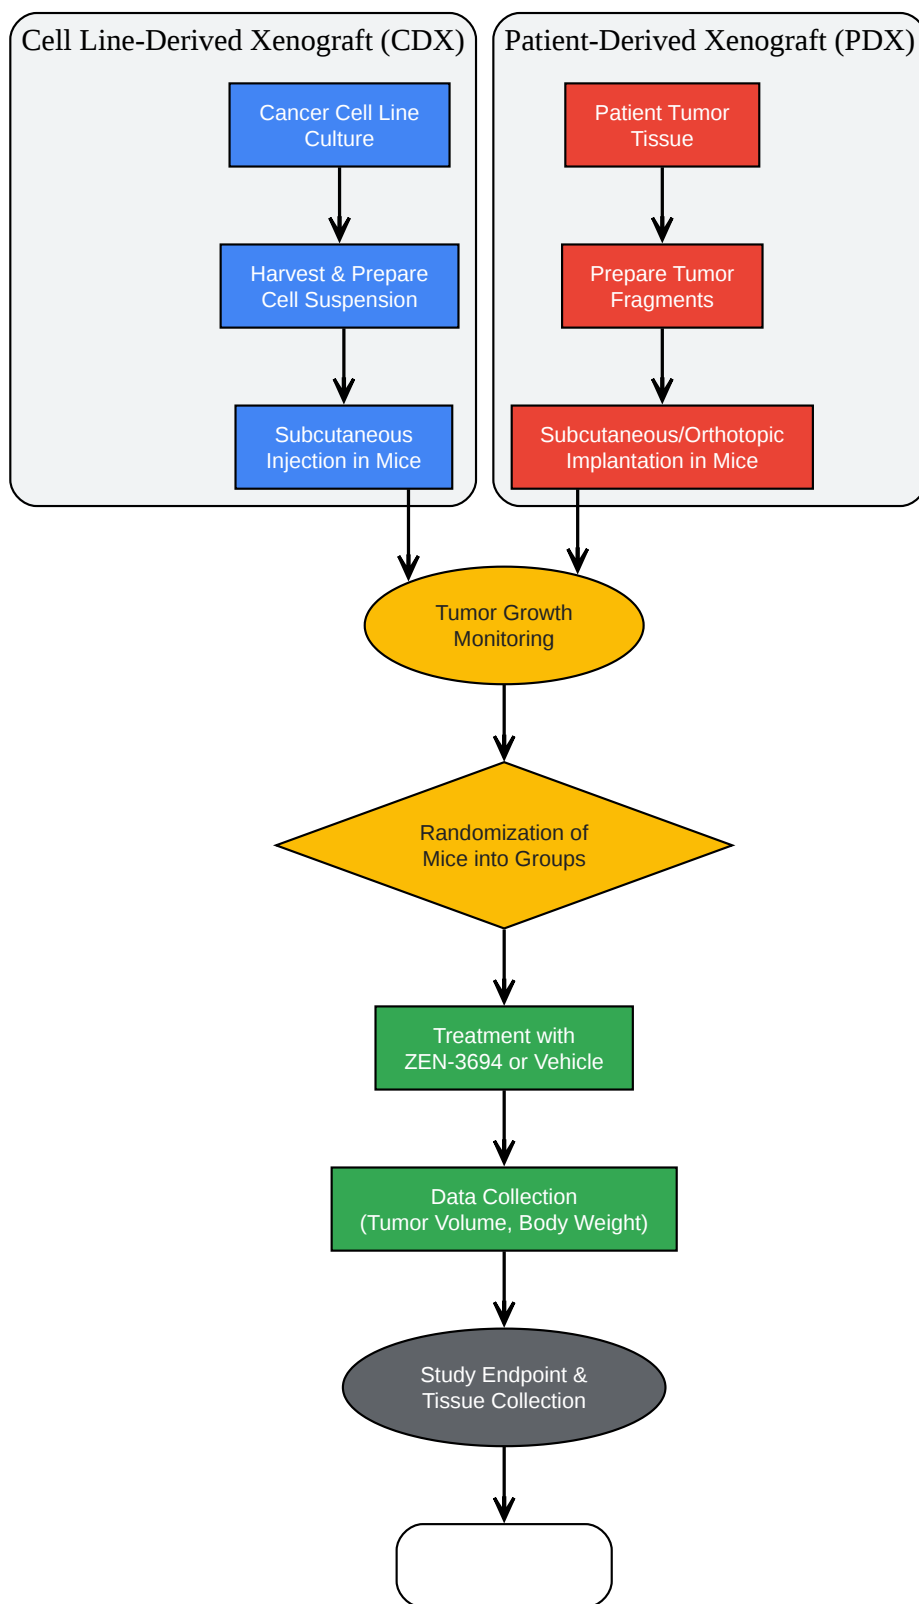 Cell Line-Derived Xenograft (CDX)
Cancer Cell Line
Culture
Harvest & Prepare
Cell Suspension
Subcutaneous
Injection in Mice
Patient-Derived Xenograft (PDX)
Patient Tumor
Tissue
Prepare Tumor
Fragments
Subcutaneous/Orthotopic
Implantation in Mice
Tumor Growth
Monitoring
Randomization of
Mice into Groups
Treatment with
ZEN-3694 or Vehicle
Data Collection
(Tumor Volume, Body Weight)
Study Endpoint &
Tissue Collection